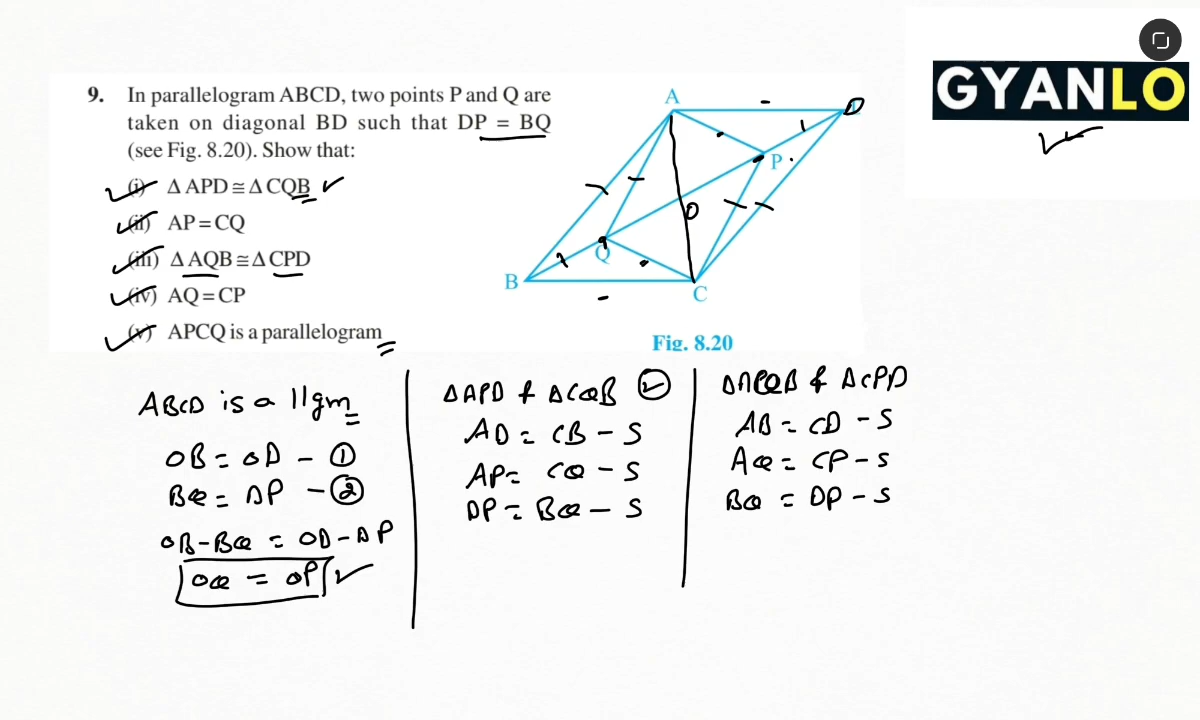 GYANLO
9. In parallelogram ABCD, two points P and Q are
taken on diagonal BD such that DP = BQ
(see Fig. 8.20). Show that:
(i) Δ APD ≅ Δ CQB
(ii) AP = CQ
(iii) Δ AQB ≅ Δ CPD
(iv) AQ = CP
(v) APCQ is a parallelogram
A
D
P
O
Q
B
C
Fig. 8.20
ABCD is a ||gm
OB = OD - ①
BQ = DP - ②
OB-BQ = OD-DP
OQ = OP
ΔAPD & ΔCQB
AD = CB - S
AP = CQ - S
DP = BQ - S
& ΔCPD
AB = CD - S
AQ = CP - S
BQ = DP - S